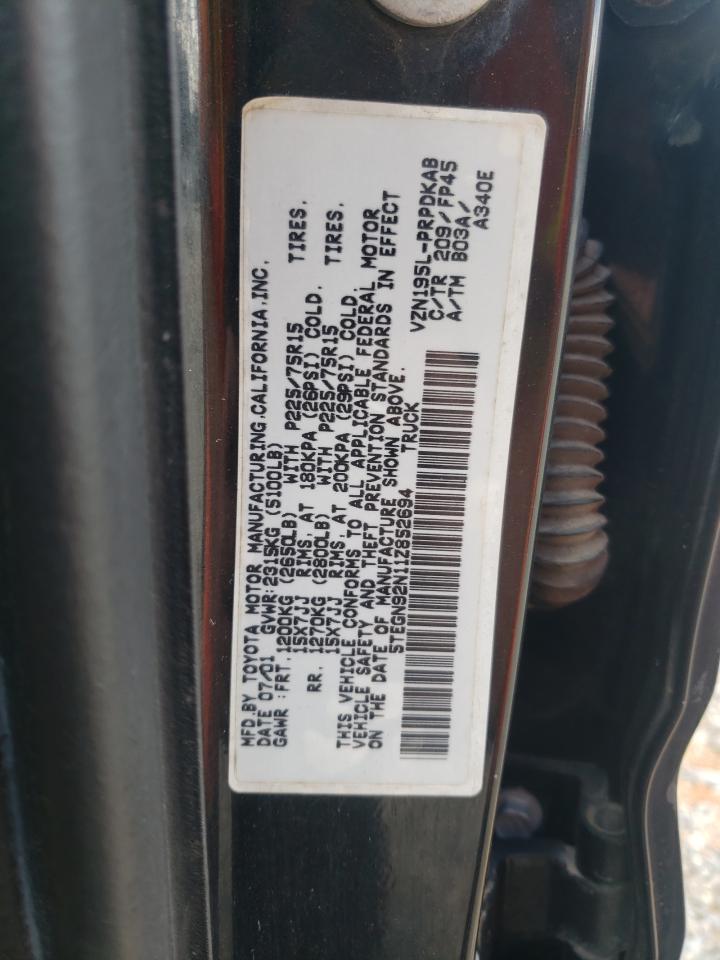 MFD.BY TOYOTA MOTOR MANUFACTURING.CALIFORNIA,INC.
DATE 07/01 GVWR:2315KG (5100LB)
GAWR :FRT.1200KG (2650LB) WITH P225/75R15 TIRES.
15X7JJ RIMS,AT 180KPA (26PSI) COLD.
RR. 1270KG (2800LB) WITH P225/75R15 TIRES.
15X7JJ RIMS,AT 200KPA (29PSI) COLD.
THIS VEHICLE CONFORMS TO ALL APPLICABLE FEDERAL MOTOR
VEHICLE SAFETY AND THEFT PREVENTION STANDARDS IN EFFECT
ON THE DATE OF MANUFACTURE SHOWN ABOVE.
5TEGN92N11Z852694 TRUCK
VZN195L-PRPDKAB
C/TR 209/FP45
A/TM B03A/
A340E